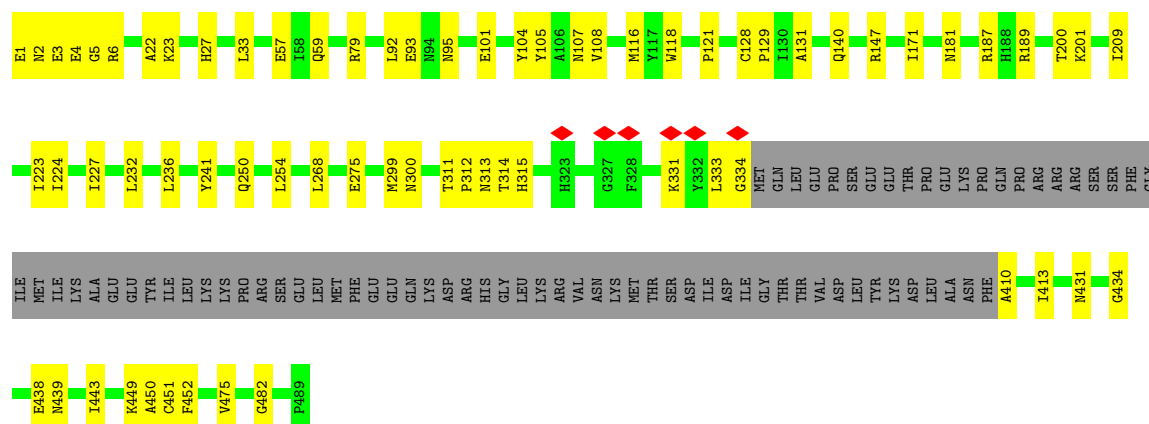 E1 N2 E3 E4 G5 R6 A22 K23 H27 L33 E57 I58 Q59 R79 L92 E93 N94 N95 E101 Y104 Y105 A106 N107 V108 M116 Y117 W118 P121 C128 P129 I130 A131 Q140 R147 I171 N181 R187 H188 R189 T200 K201 I209
I223 I224 I227 L232 L236 Y241 Q250 L254 L268 E275 M299 N300 T311 P312 N313 T314 H315 H323 G327 F328 K331 Y332 L333 G334 MET GLN LEU GLU PRO SER GLU GLU THR PRO GLU LYS PRO GLN PRO ARG ARG ARG SER SER PHE GLY
ILE MET ILE LYS ALA GLU GLU TYR ILE LEU LYS LYS PRO ARG SER GLU LEU MET PHE GLU GLU GLN LYS ASP ARG HIS GLY LEU LYS ARG VAL ASN LYS MET THR SER ASP ILE ASP ILE GLY THR THR VAL ASP LEU TYR LYS ASP LEU ALA ASN PHE A410 I413 N431 G434
E438 N439 I443 K449 A450 C451 F452 V475 G482 P489